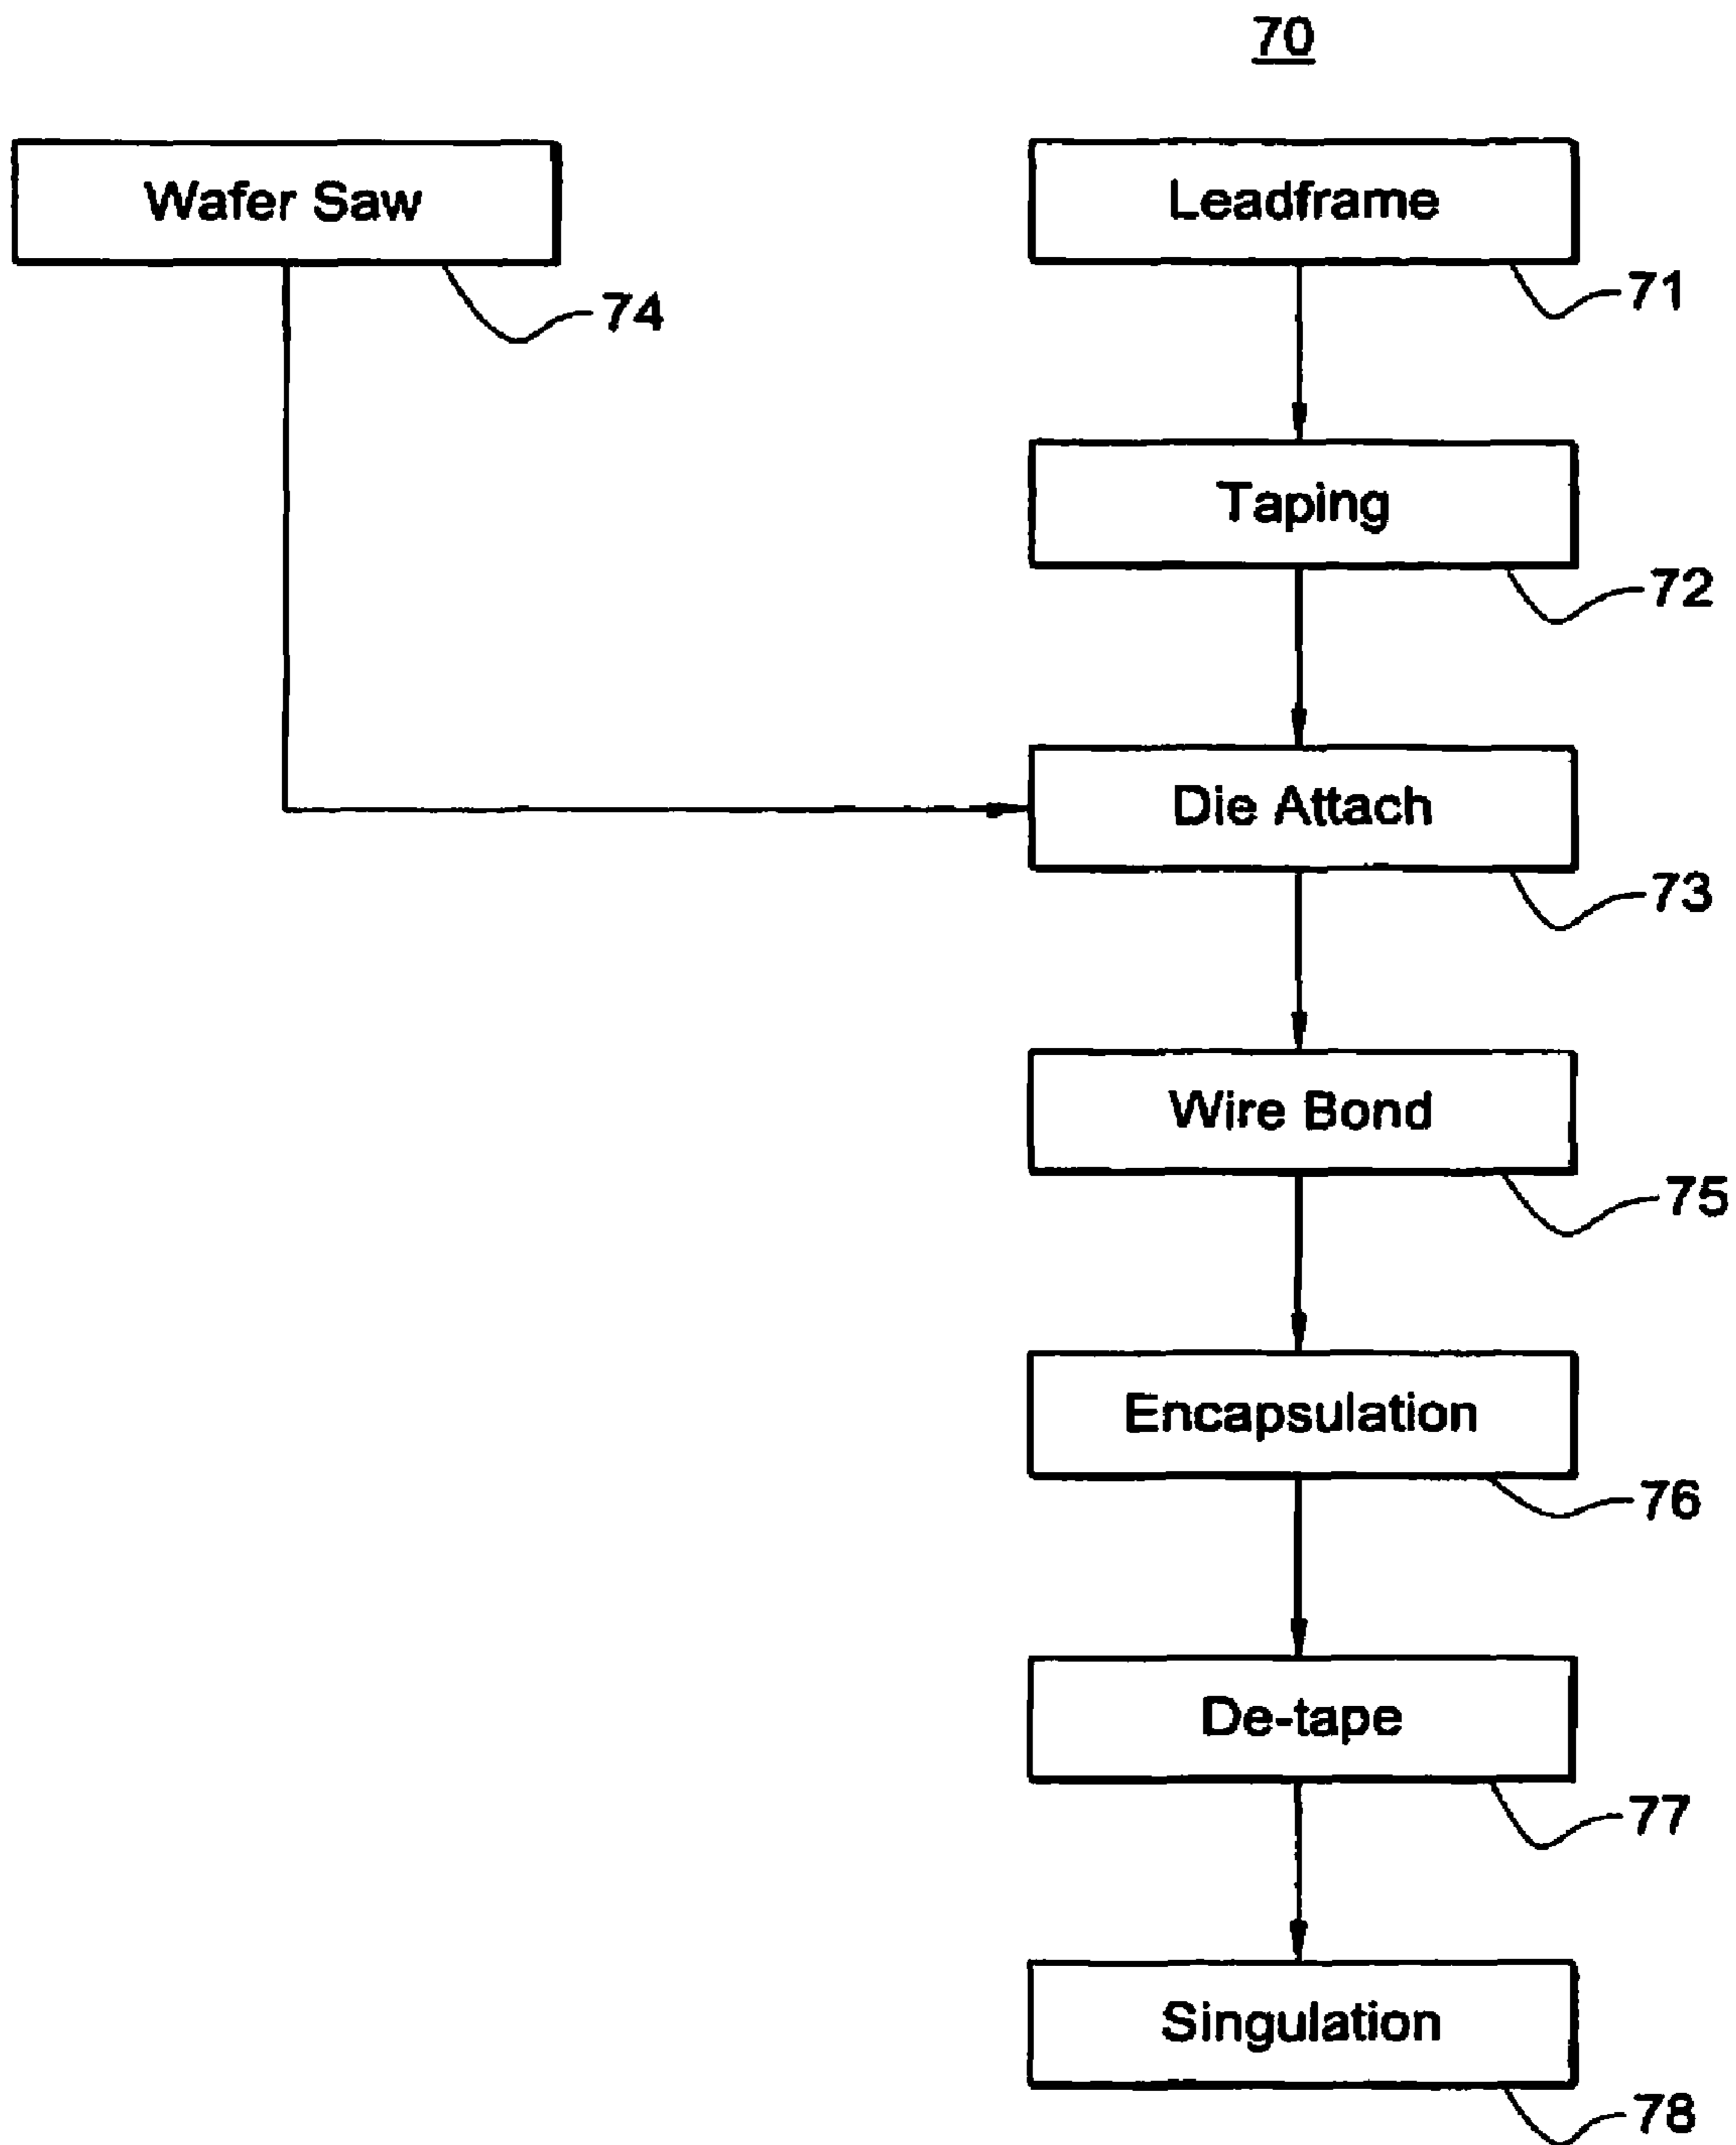 70
Wafer Saw
74
Leadframe
71
Taping
72
Die Attach
73
Wire Bond
75
Encapsulation
76
De-tape
77
Singulation
78